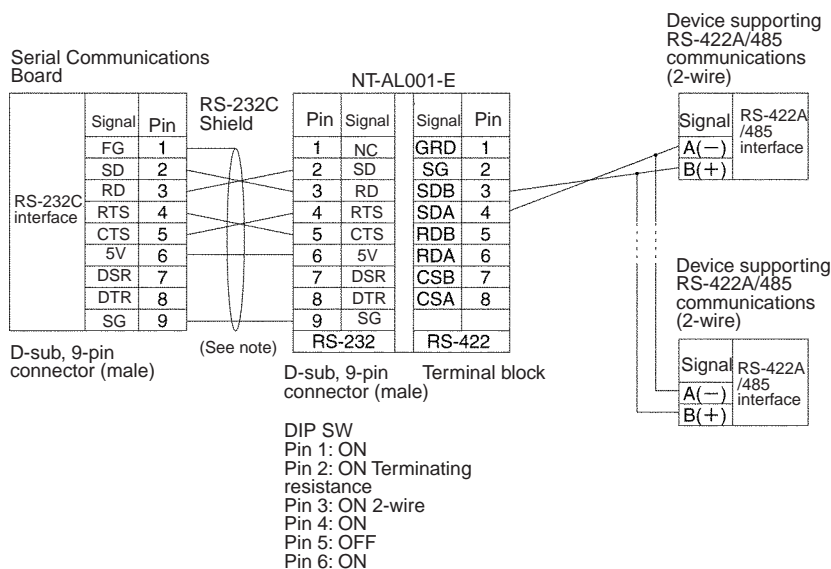 Serial Communications
Board
RS-232C
interface
Signal Pin
FG 1
SD 2
RD 3
RTS 4
CTS 5
5V 6
DSR 7
DTR 8
SG 9
D-sub, 9-pin
connector (male)
RS-232C
Shield
(See note)
NT-AL001-E
Pin Signal Signal Pin
1 NC GRD 1
2 SD SG 2
3 RD SDB 3
4 RTS SDA 4
5 CTS RDB 5
6 5V RDA 6
7 DSR CSB 7
8 DTR CSA 8
9 SG
RS-232 RS-422
D-sub, 9-pin
connector (male)
Terminal block
DIP SW
Pin 1: ON
Pin 2: ON Terminating
resistance
Pin 3: ON 2-wire
Pin 4: ON
Pin 5: OFF
Pin 6: ON
Device supporting
RS-422A/485
communications
(2-wire)
Signal
A(−)
B(+)
RS-422A
/485
interface
Device supporting
RS-422A/485
communications
(2-wire)
Signal
A(−)
B(+)
RS-422A
/485
interface